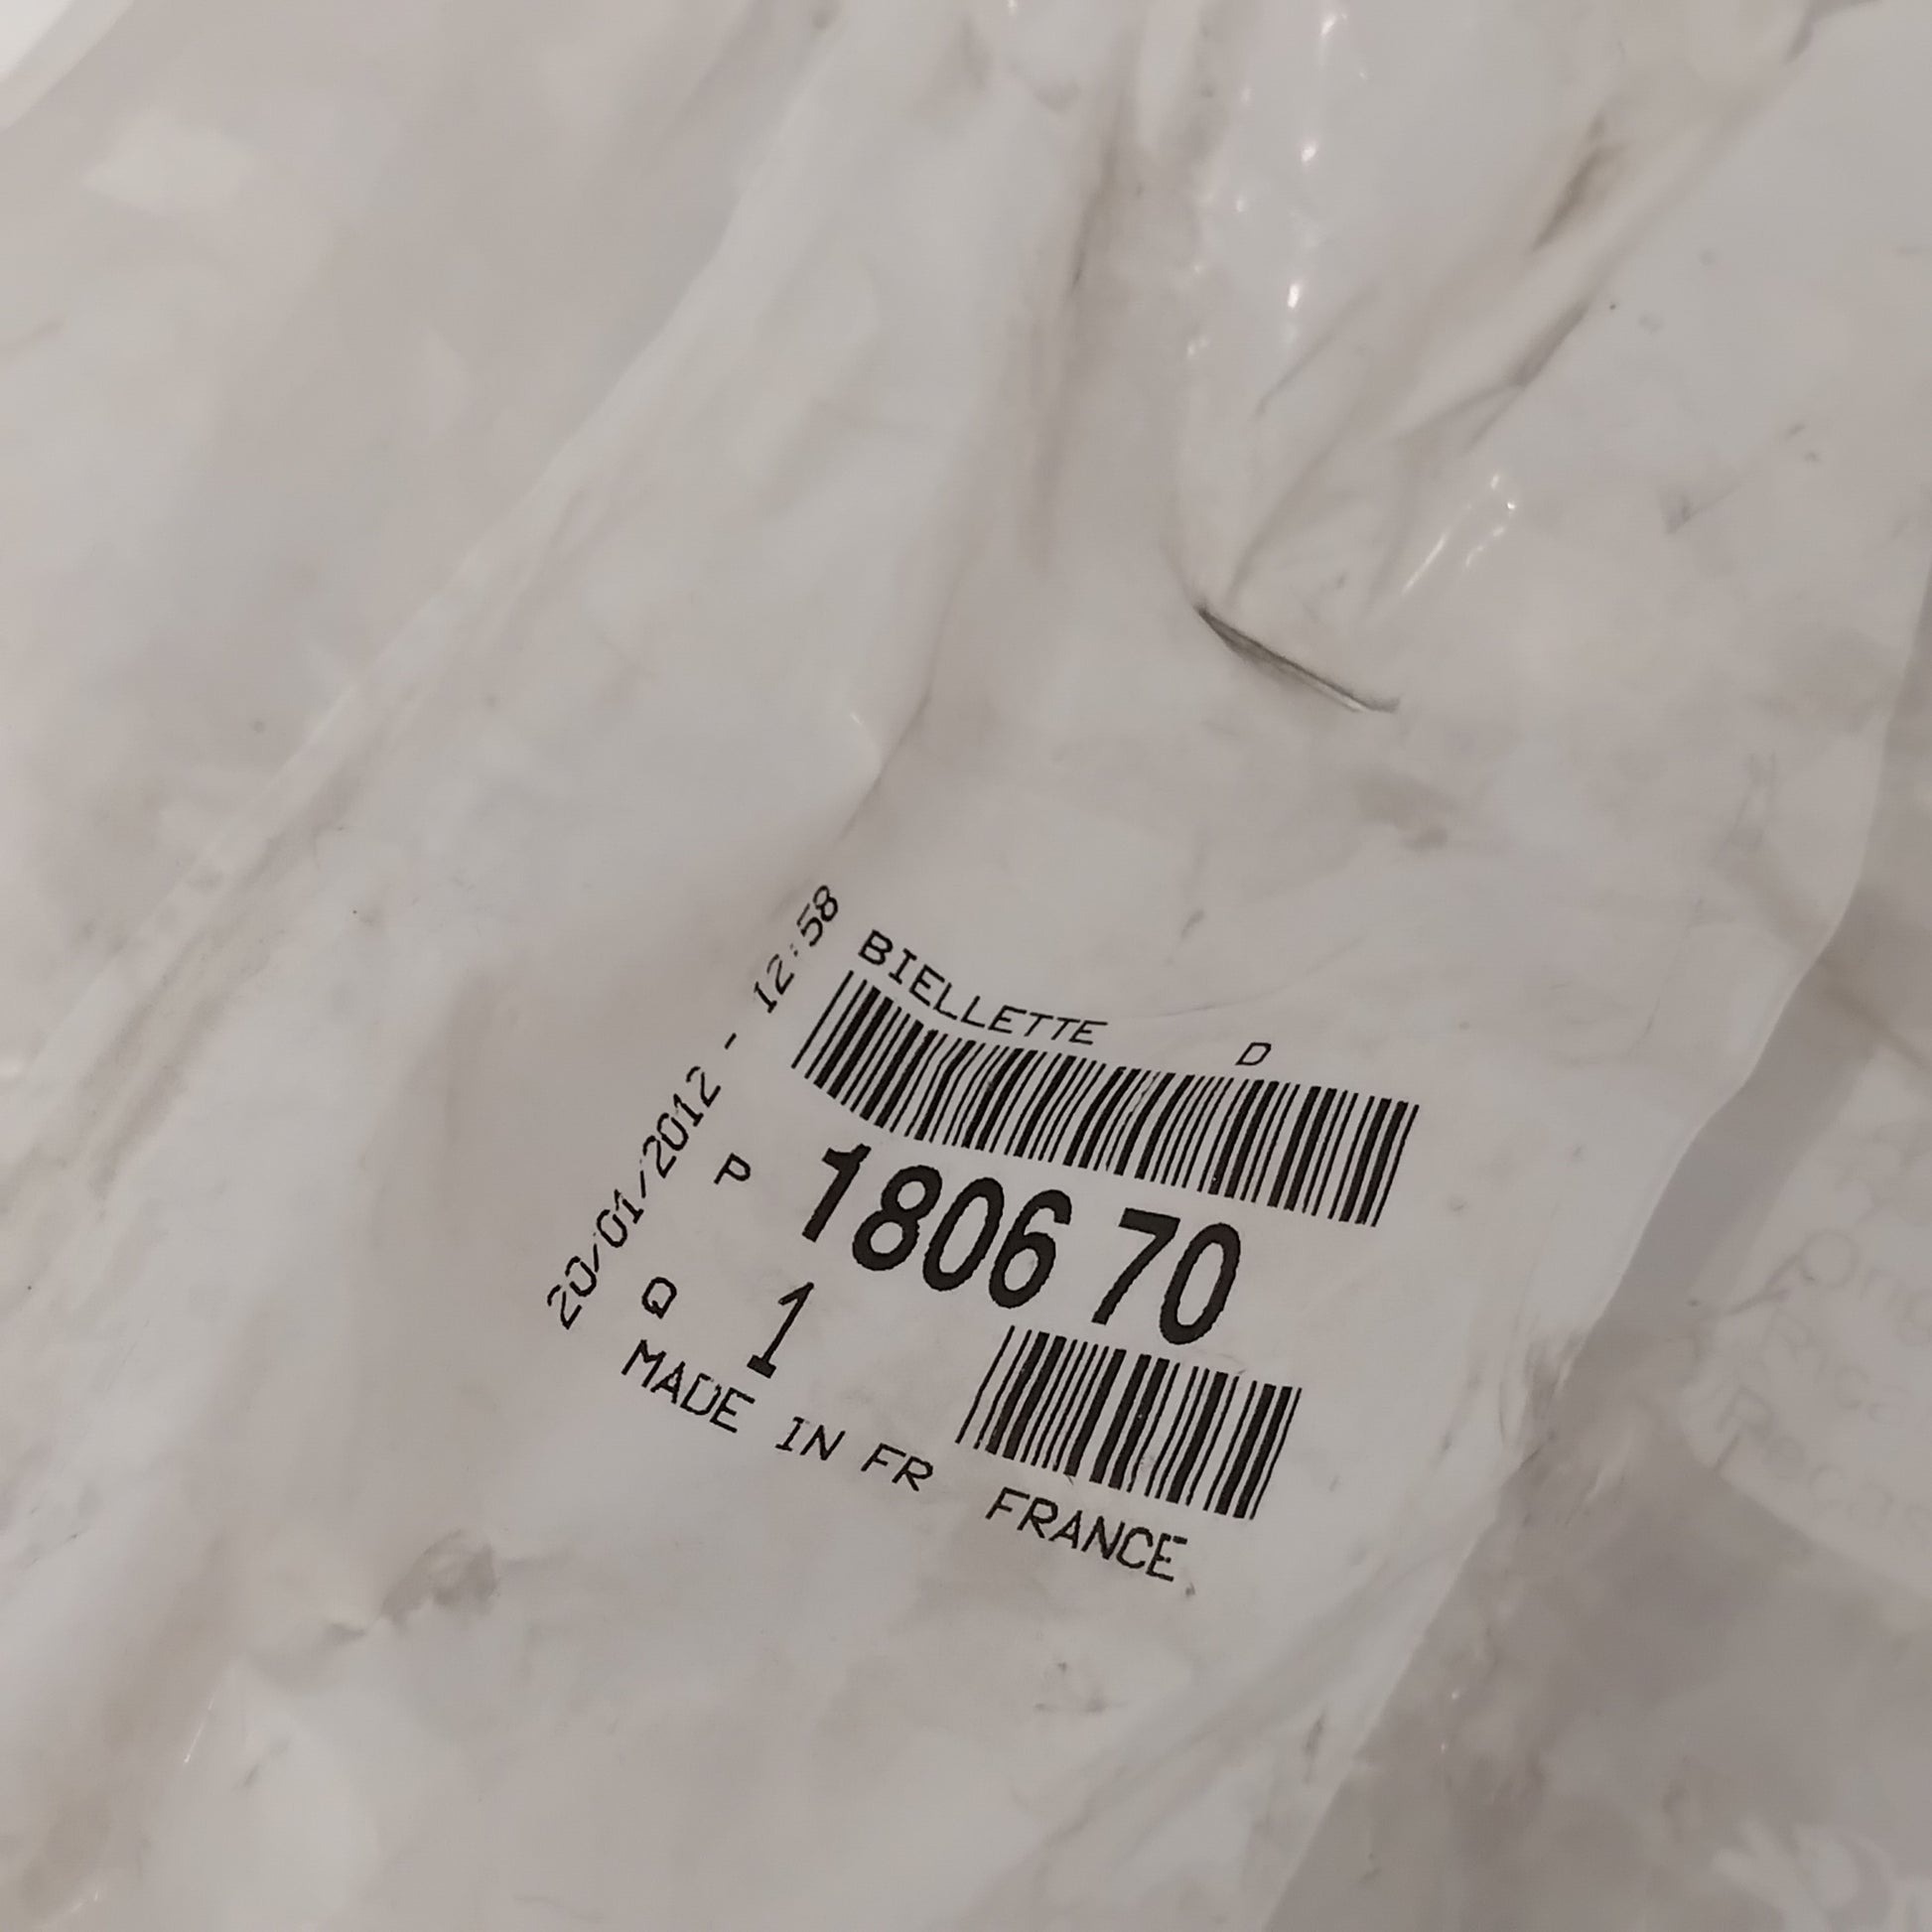 20/01/2012 - 12:58
BIELLETTE D
P 1806 70
Q 1
MADE IN FR FRANCE